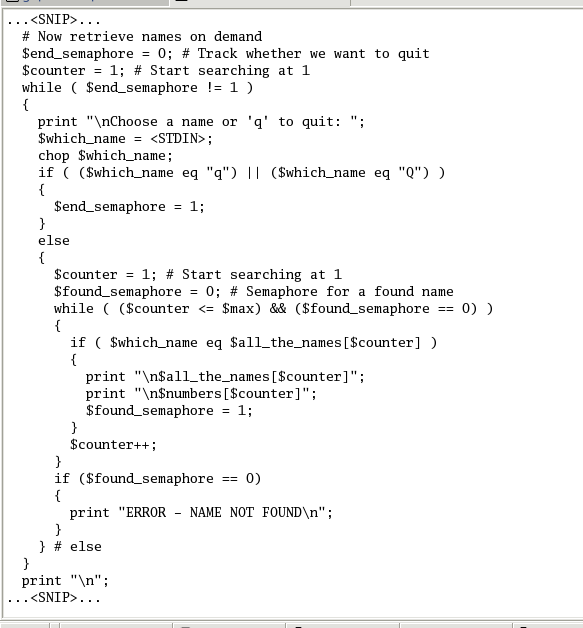 ...<SNIP>...
# Now retrieve names on demand
$end_semaphore = 0; # Track whether we want to quit
$counter = 1; # Start searching at 1
while ( $end_semaphore != 1 )
{
print "\nChoose a name or 'q' to quit: ";
$which_name = <STDIN>;
chop $which_name;
if ( ($which_name eq "q") || ($which_name eq "Q") )
{
$end_semaphore = 1;
}
else
{
$counter = 1; # Start searching at 1
$found_semaphore = 0; # Semaphore for a found name
while ( ($counter <= $max) && ($found_semaphore == 0) )
{
if ( $which_name eq $all_the_names[$counter] )
{
print "\n$all_the_names[$counter]";
print "\n$numbers[$counter]";
$found_semaphore = 1;
}
$counter++;
}
if ($found_semaphore == 0)
{
print "ERROR - NAME NOT FOUND\n";
}
} # else
}
print "\n";
...<SNIP>...